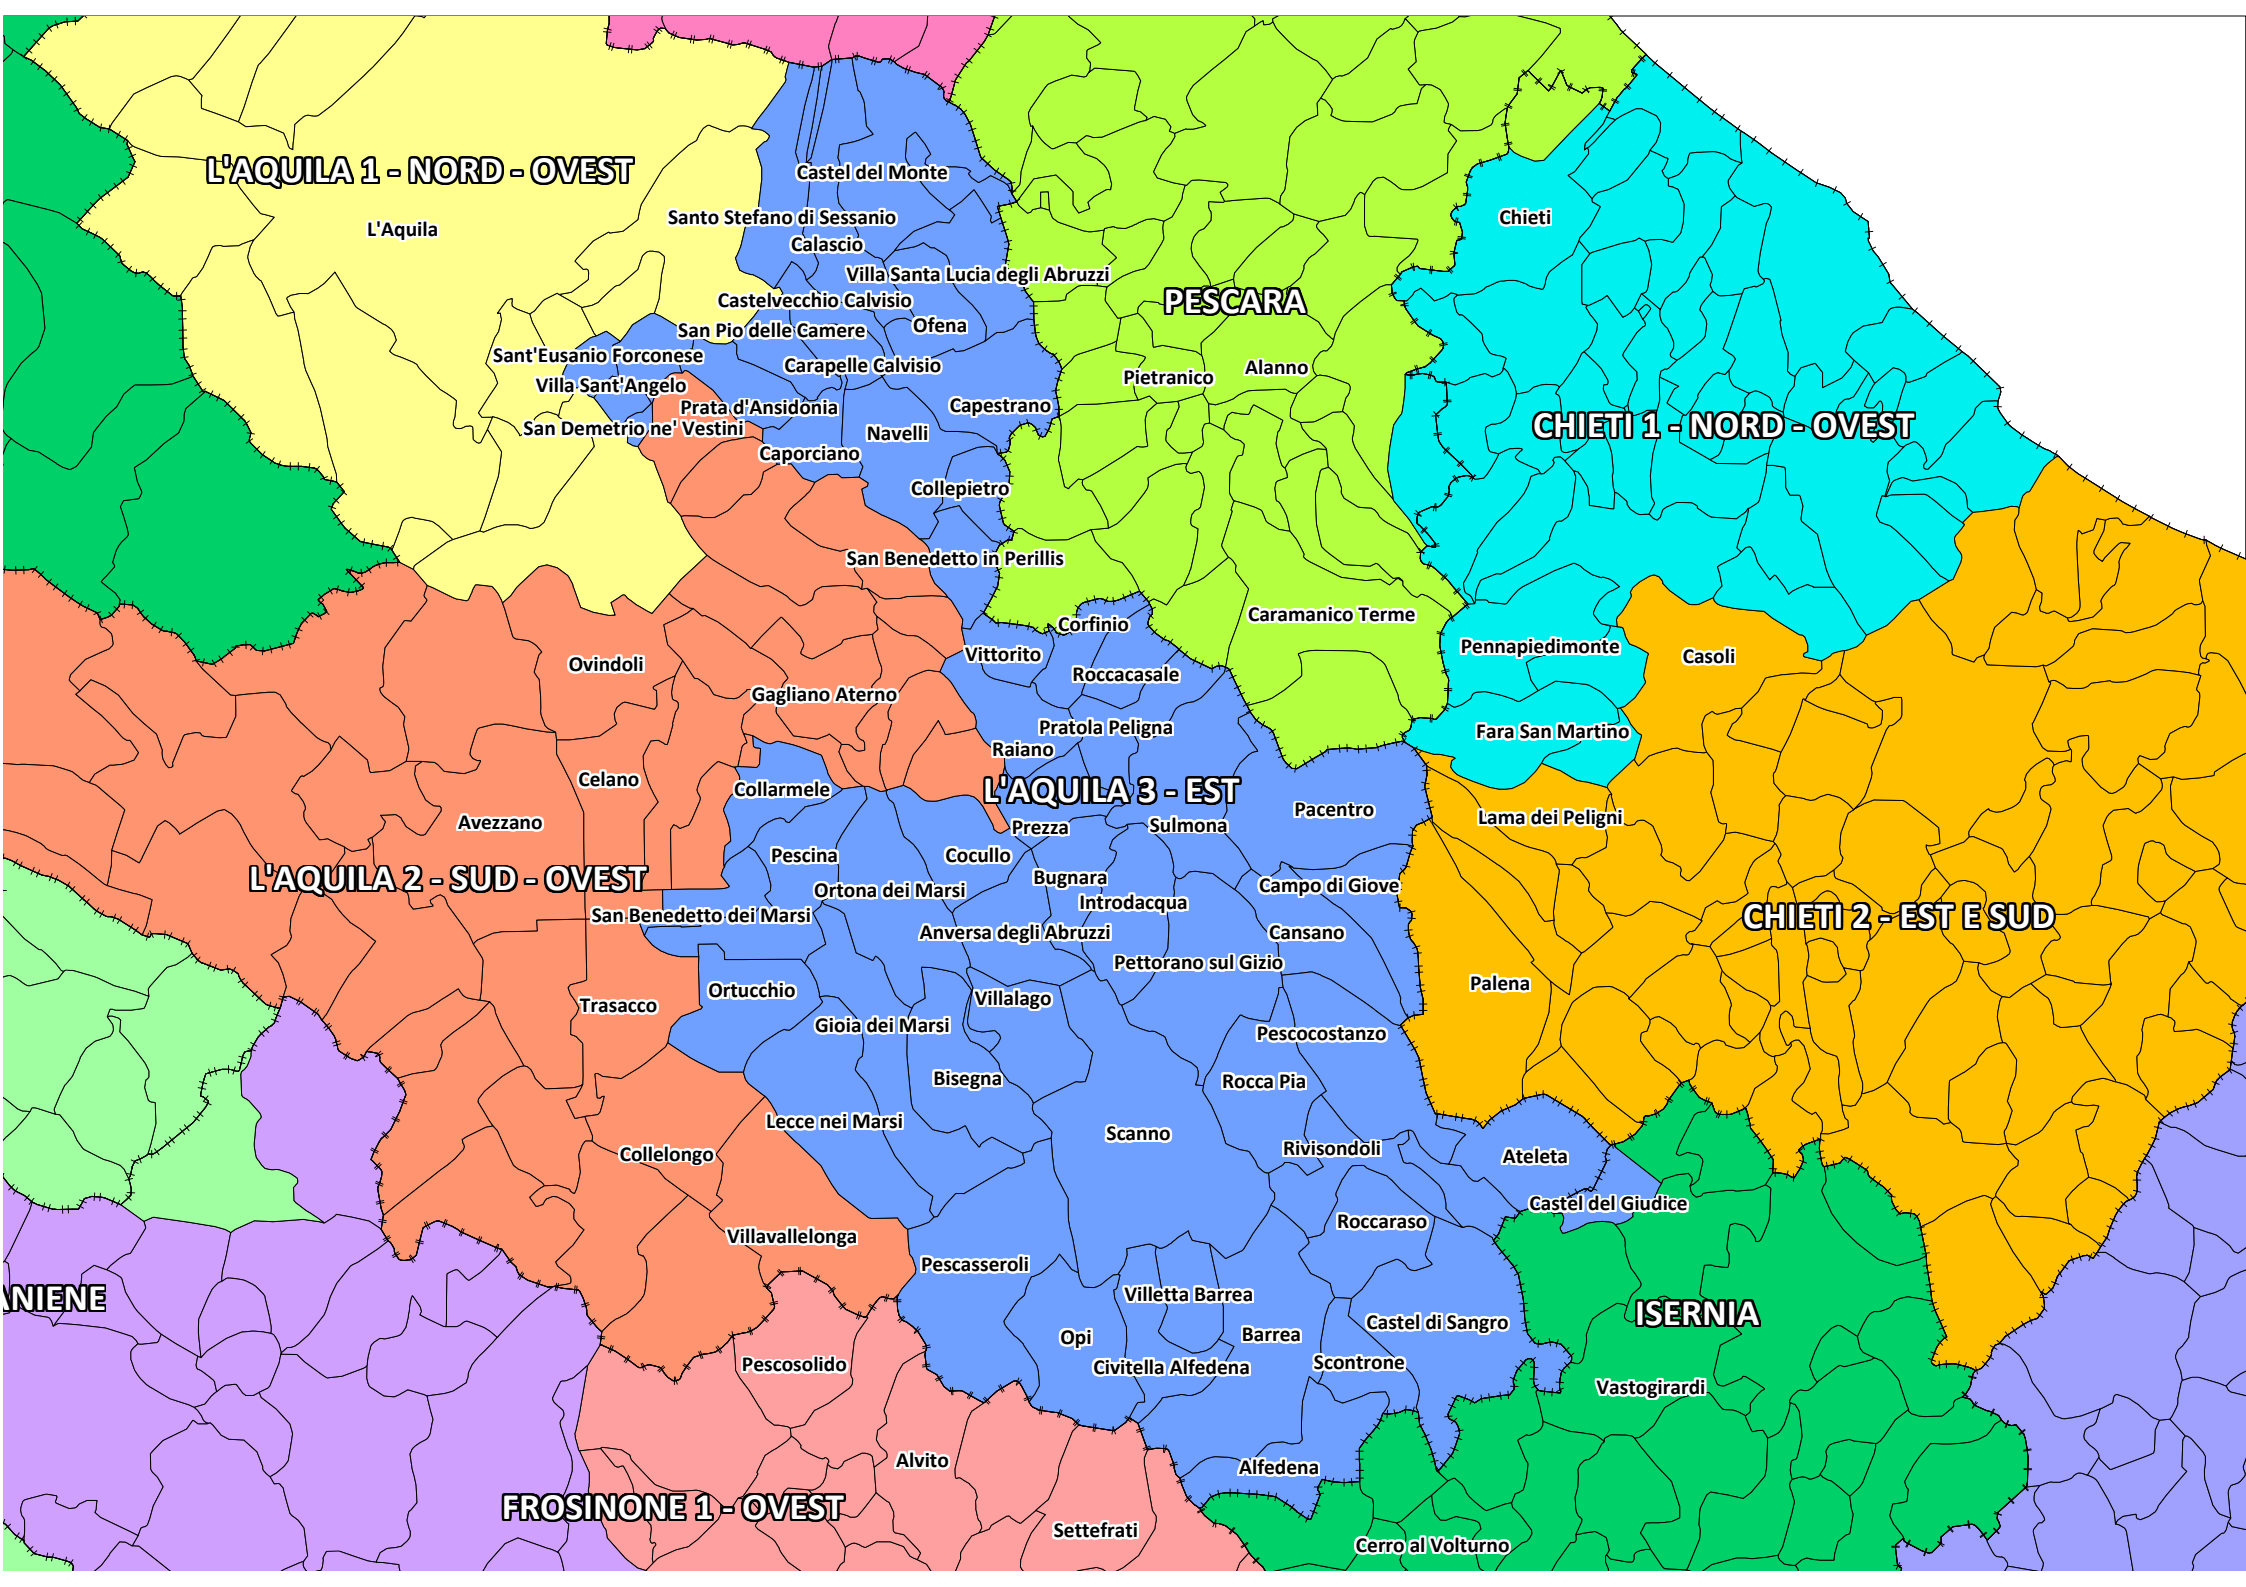 L'AQUILA 1 - NORD - OVEST
Castel del Monte
Santo Stefano di Sessanio
Chieti
L'Aquila
Calascio
Villa Santa Lucia degli Abruzzi
Castelvecchio Calvisio
PESCARA
San Pio delle Camere
Ofena
Sant'Eusanio Forconese
Carapelle Calvisio
Alanno
Pietranico
Villa Sant'Angelo
Prata d'Ansidonia
Capestrano
San Demetrio ne' Vestini
Navelli
CHIETI 1 - NORD - OVEST
Caporciano
Collepietro
San Benedetto in Perillis
Caramanico Terme
Corfinio
Pennapiedimonte
Vittorito
Casoli
Ovindoli
Roccacasale
Gagliano Aterno
Pratola Peligna
Fara San Martino
Raiano
Celano
Collarmele
L'AQUILA 3 - EST
Pacentro
Lama dei Peligni
Avezzano
Prezza
Sulmona
Pescina
Cocullo
L'AQUILA 2 - SUD - OVEST
Bugnara
Campo di Giove
Ortona dei Marsi
Introdacqua
San Benedetto dei Marsi
CHIETI 2 - EST E SUD
Anversa degli Abruzzi
Cansano
Pettorano sul Gizio
Palena
Ortucchio
Villalago
Trasacco
Gioia dei Marsi
Pescocostanzo
Bisegna
Rocca Pia
Lecce nei Marsi
Scanno
Rivisondoli
Collelongo
Ateleta
Castel del Giudice
Roccaraso
Villavallelonga
Pescasseroli
Villetta Barrea
ANIENE
ISERNIA
Castel di Sangro
Opi
Barrea
Pescosolido
Civitella Alfedena
Scontrone
Vastogirardi
Alvito
Alfedena
FROSINONE 1 - OVEST
Settefrati
Cerro al Volturno